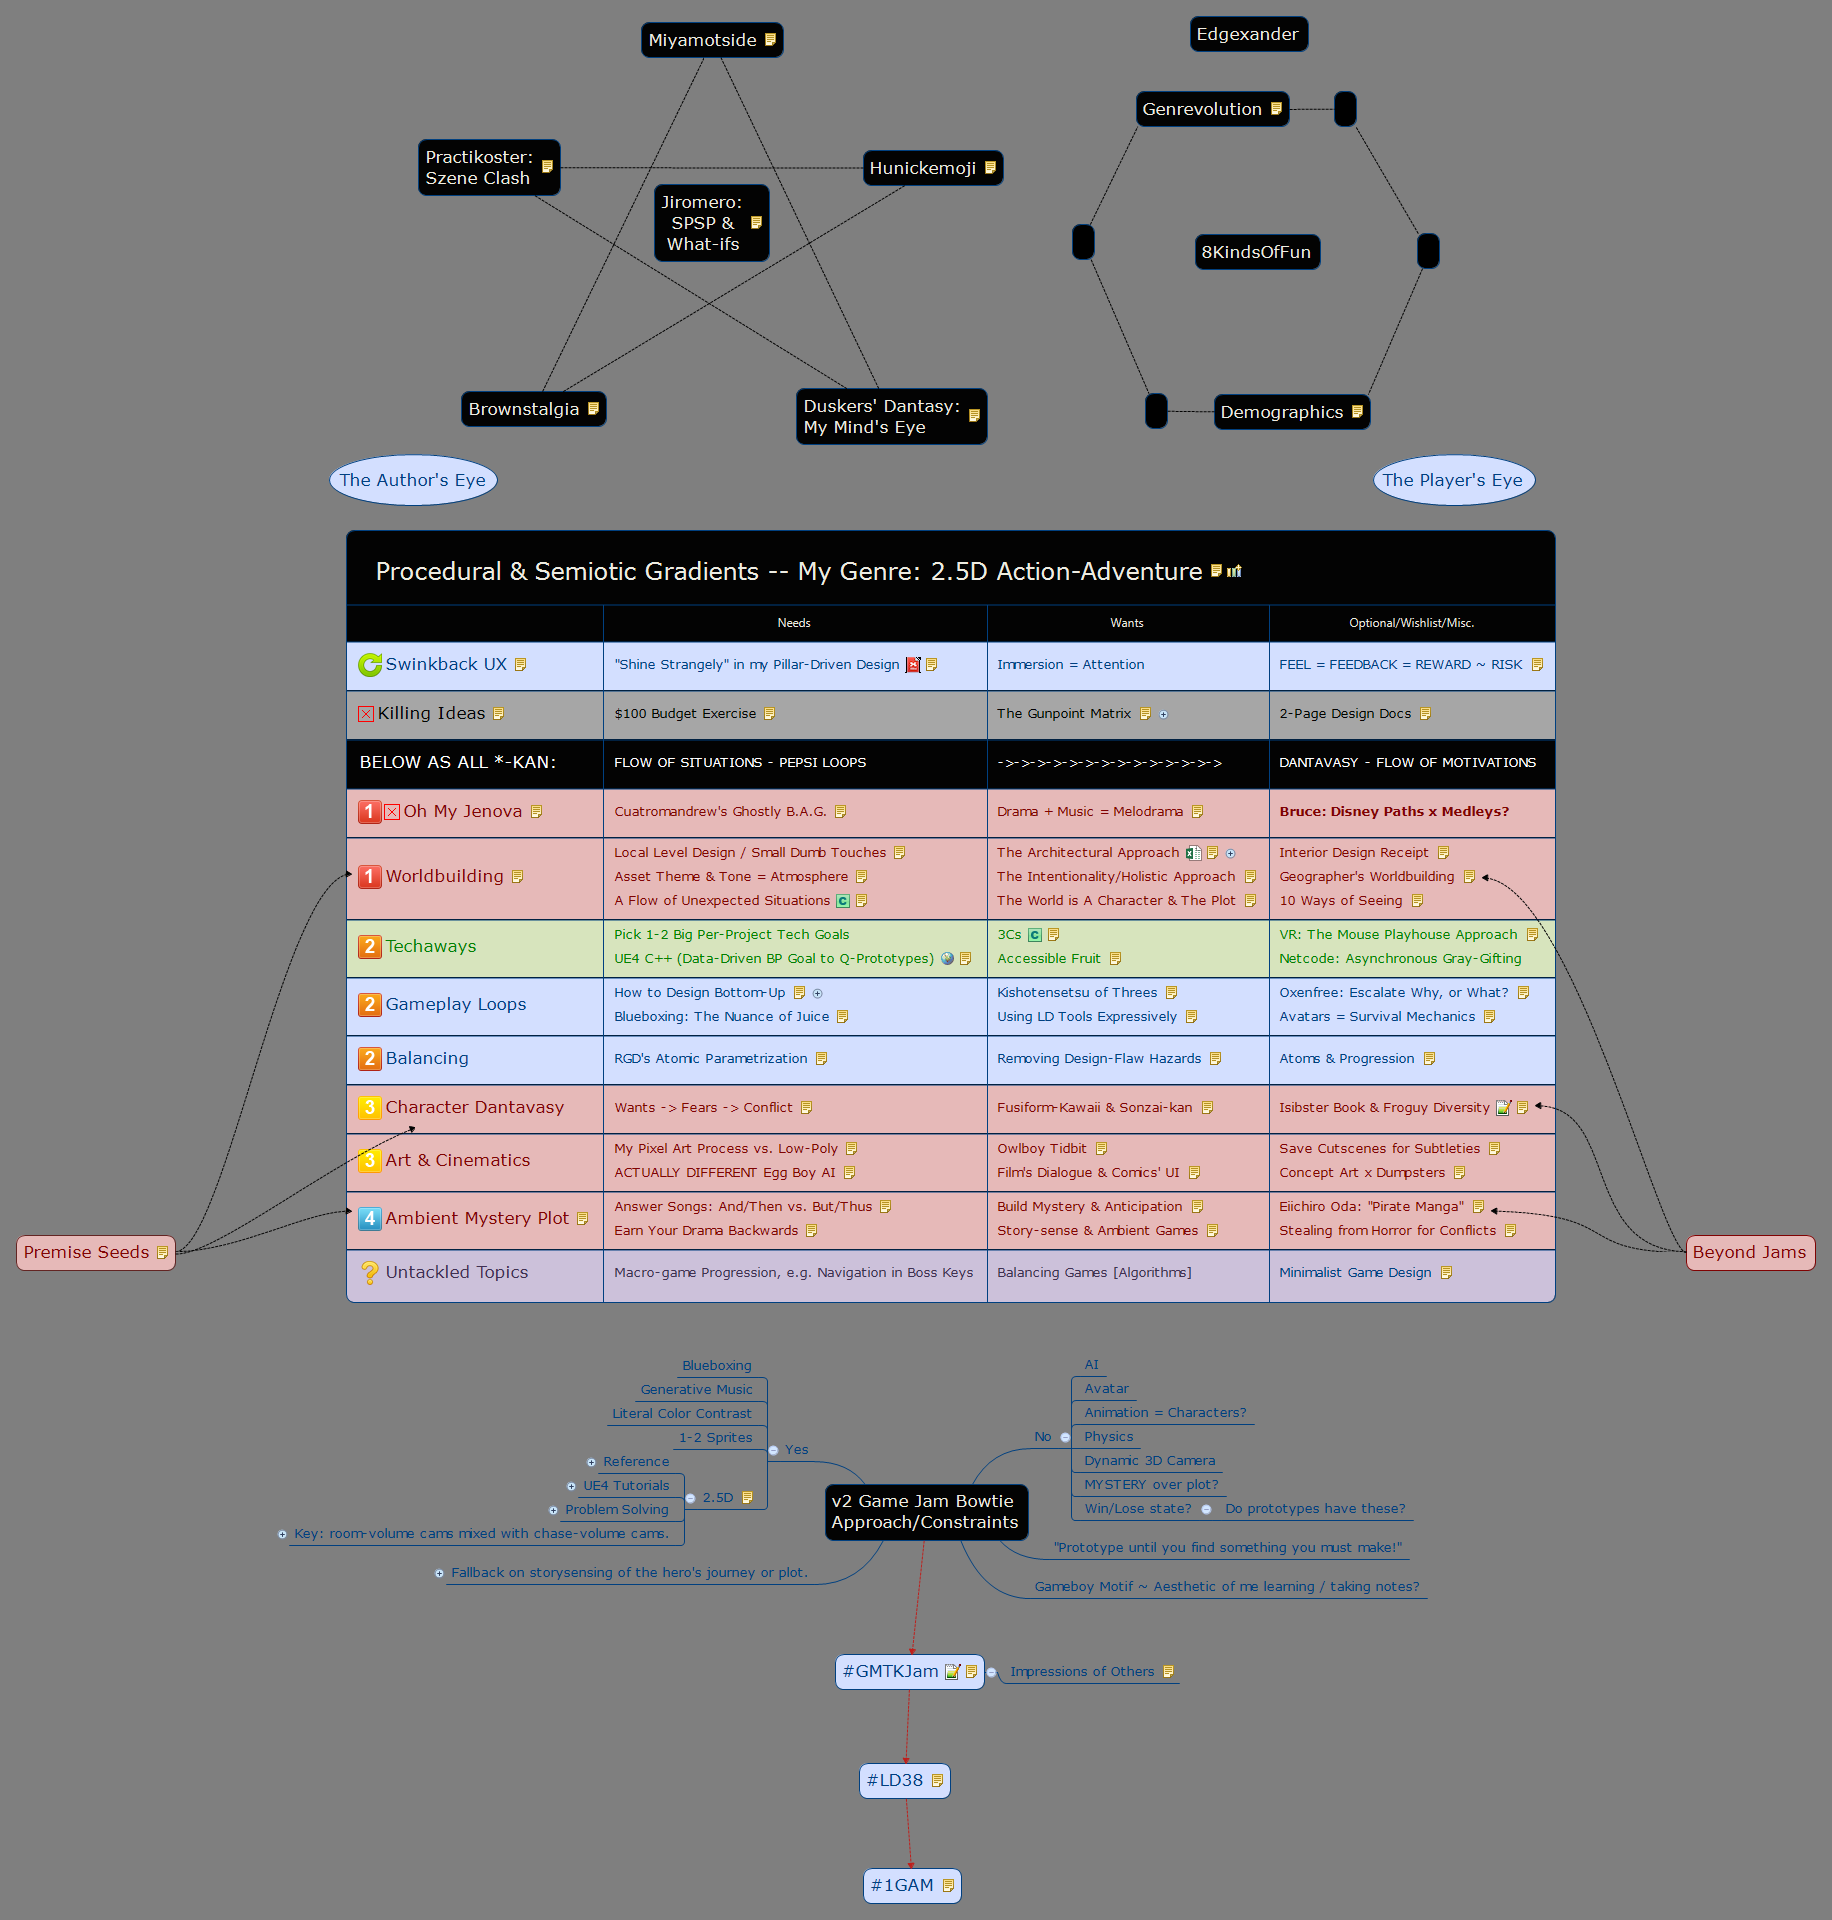 Miyamotside
Edgexander
Genrevolution
Practikoster:
Szene Clash
Hunickemoji
Jiromero:
SPSP &
What-ifs
8KindsOfFun
Brownstalgia
Duskers' Dantasy:
My Mind's Eye
Demographics
The Author's Eye
The Player's Eye
Procedural & Semiotic Gradients -- My Genre: 2.5D Action-Adventure
Needs
Wants
Optional/Wishlist/Misc.
Swinkback UX
"Shine Strangely" in my Pillar-Driven Design
Immersion = Attention
FEEL = FEEDBACK = REWARD ~ RISK
Killing Ideas
$100 Budget Exercise
The Gunpoint Matrix
2-Page Design Docs
BELOW AS ALL *-KAN:
FLOW OF SITUATIONS - PEPSI LOOPS
->->->->->->->->->->->->->->
DANTAVASY - FLOW OF MOTIVATIONS
1 Oh My Jenova
Cuatromandrew's Ghostly B.A.G.
Drama + Music = Melodrama
Bruce: Disney Paths x Medleys?
1 Worldbuilding
Local Level Design / Small Dumb Touches
Asset Theme & Tone = Atmosphere
A Flow of Unexpected Situations C
The Architectural Approach
The Intentionality/Holistic Approach
The World is A Character & The Plot
Interior Design Receipt
Geographer's Worldbuilding
10 Ways of Seeing
2 Techaways
Pick 1-2 Big Per-Project Tech Goals
UE4 C++ (Data-Driven BP Goal to Q-Prototypes)
3Cs C
Accessible Fruit
VR: The Mouse Playhouse Approach
Netcode: Asynchronous Gray-Gifting
2 Gameplay Loops
How to Design Bottom-Up
Blueboxing: The Nuance of Juice
Kishotensetsu of Threes
Using LD Tools Expressively
Oxenfree: Escalate Why, or What?
Avatars = Survival Mechanics
2 Balancing
RGD's Atomic Parametrization
Removing Design-Flaw Hazards
Atoms & Progression
3 Character Dantavasy
Wants -> Fears -> Conflict
Fusiform-Kawaii & Sonzai-kan
Isibster Book & Froguy Diversity
3 Art & Cinematics
My Pixel Art Process vs. Low-Poly
ACTUALLY DIFFERENT Egg Boy AI
Owlboy Tidbit
Film's Dialogue & Comics' UI
Save Cutscenes for Subtleties
Concept Art x Dumpsters
4 Ambient Mystery Plot
Answer Songs: And/Then vs. But/Thus
Earn Your Drama Backwards
Build Mystery & Anticipation
Story-sense & Ambient Games
Eiichiro Oda: "Pirate Manga"
Stealing from Horror for Conflicts
? Untackled Topics
Macro-game Progression, e.g. Navigation in Boss Keys
Balancing Games [Algorithms]
Minimalist Game Design
Premise Seeds
Beyond Jams
Blueboxing
Generative Music
Literal Color Contrast
1-2 Sprites
Yes
Reference
UE4 Tutorials
2.5D
Problem Solving
Key: room-volume cams mixed with chase-volume cams.
Fallback on storysensing of the hero's journey or plot.
AI
Avatar
Animation = Characters?
No
Physics
Dynamic 3D Camera
MYSTERY over plot?
Win/Lose state?
Do prototypes have these?
v2 Game Jam Bowtie
Approach/Constraints
"Prototype until you find something you must make!"
Gameboy Motif ~ Aesthetic of me learning / taking notes?
#GMTKJam
Impressions of Others
#LD38
#1GAM